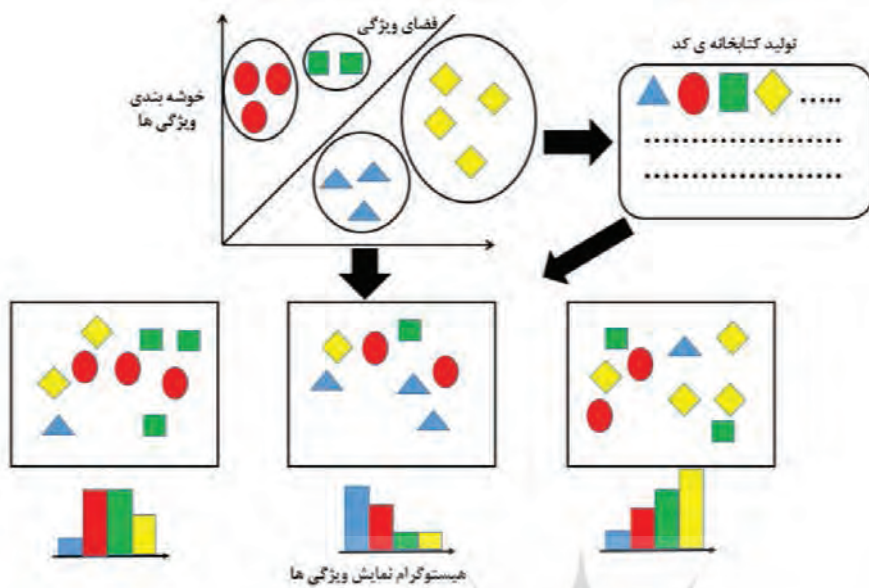 فضای ویژگی
تولید کتابخانه ی کد
خوشه بندی
ویژگی ها
هیستوگرام نمایش ویژگی ها